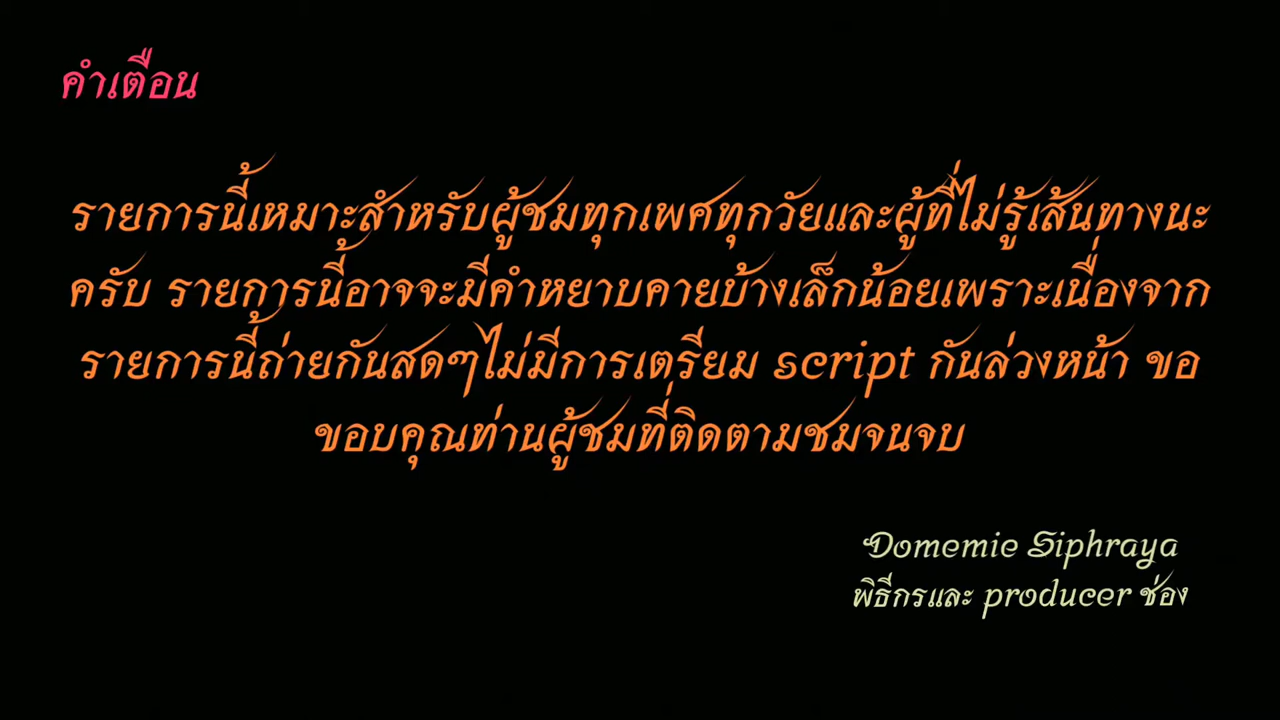 คำเตือน
รายการนี้เหมาะสำหรับผู้ชมทุกเพศทุกวัยและผู้ที่ไม่รู้เส้นทางนะ
ครับ รายการนี้อาจจะมีคำหยาบคายบ้างเล็กน้อยเพราะเนื่องจาก
รายการนี้ถ่ายกันสดๆไม่มีการเตรียม script กันล่วงหน้า ขอ
ขอบคุณท่านผู้ชมที่ติดตามชมจนจบ
Domemie Siphraya
พิธีกรและ producer ช่อง